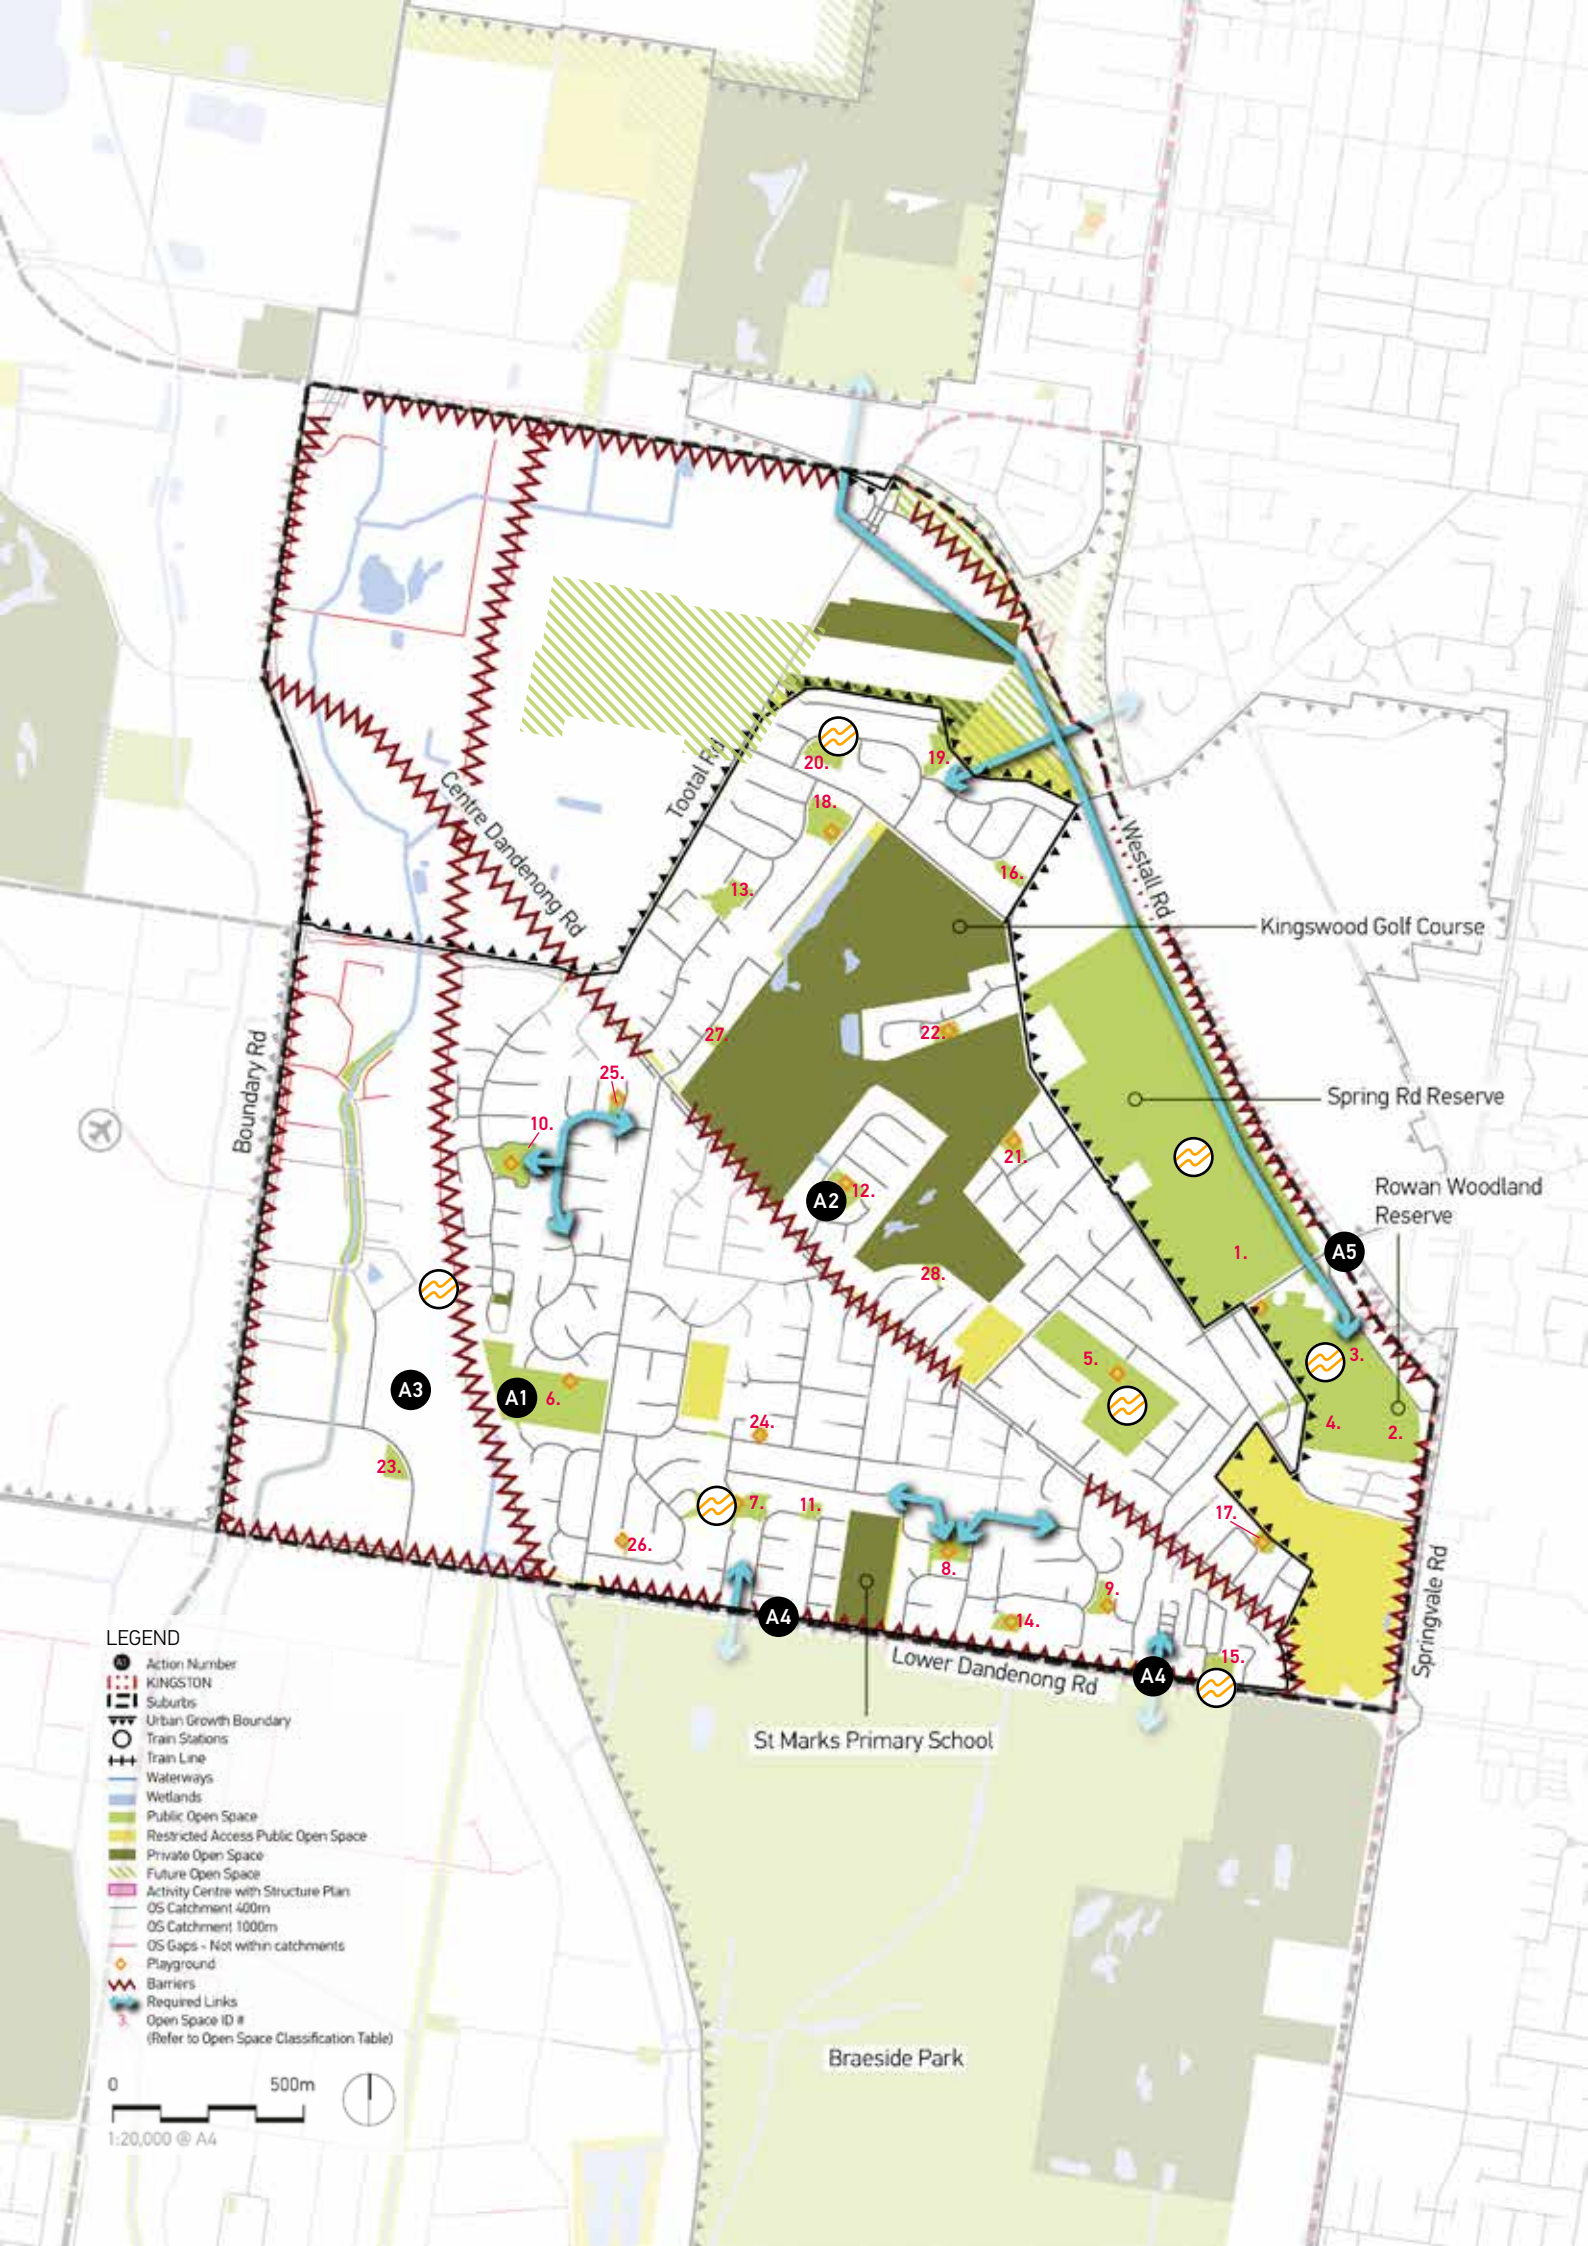 20.
19.
18.
Tootal Rd
Centre Dandenong Rd
16.
13.
Westall Rd
Kingswood Golf Course
27.
22.
Boundary Rd
25.
Spring Rd Reserve
10.
21.
A2
12.
Rowan Woodland
Reserve
1.
A5
28.
3.
5.
A3
A1
6.
24.
4.
2.
23.
7.
11.
17.
26.
8.
9.
14.
A4
15.
Springvale Rd
Lower Dandenong Rd
A4
St Marks Primary School
LEGEND
Action Number
KINGSTON
Suburbs
Urban Growth Boundary
Train Stations
Train Line
Waterways
Wetlands
Public Open Space
Restricted Access Public Open Space
Private Open Space
Future Open Space
Activity Centre with Structure Plan
OS Catchment 400m
OS Catchment 1000m
OS Gaps - Not within catchments
Playground
Barriers
Required Links
3. Open Space ID #
(Refer to Open Space Classification Table)
Braeside Park
0 500m
1:20,000 @ A4